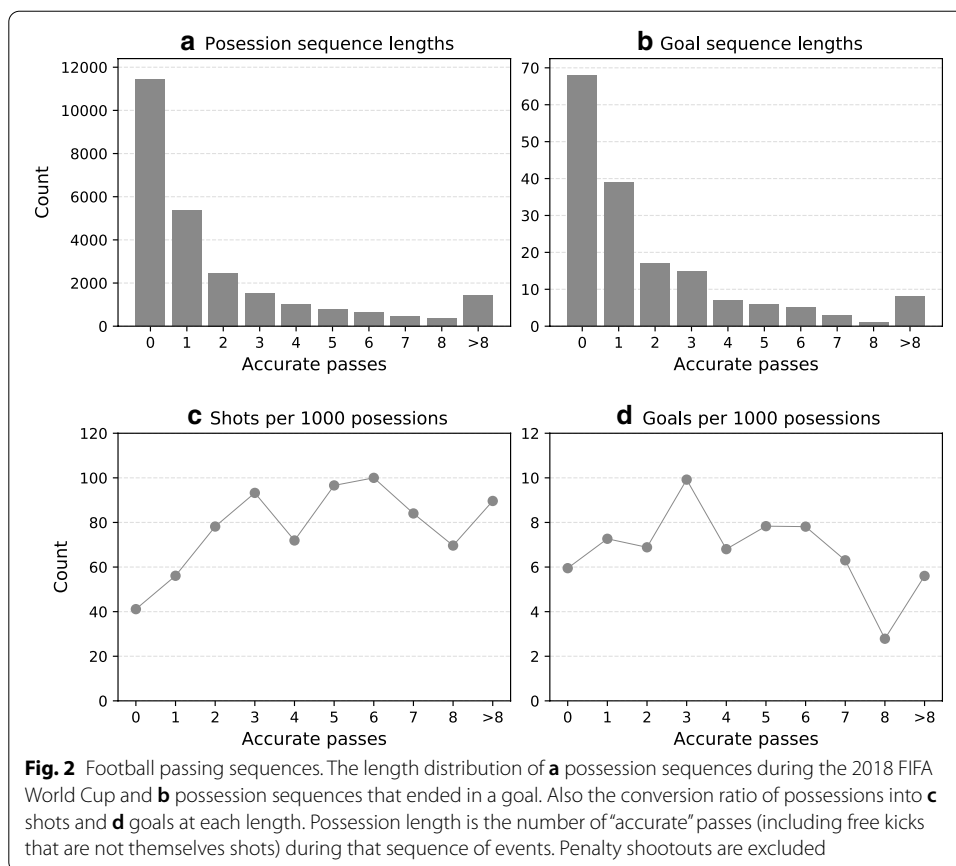 a Posession sequence lengths
12000
10000
8000
6000
4000
2000
0
Count
0 1 2 3 4 5 6 7 8 >8
Accurate passes
b Goal sequence lengths
70
60
50
40
30
20
10
0
0 1 2 3 4 5 6 7 8 >8
Accurate passes
c Shots per 1000 posessions
120
100
80
60
40
20
0
Count
0 1 2 3 4 5 6 7 8 >8
Accurate passes
d Goals per 1000 posessions
12
10
8
6
4
2
0
0 1 2 3 4 5 6 7 8 >8
Accurate passes
Fig. 2 Football passing sequences. The length distribution of a possession sequences during the 2018 FIFA
World Cup and b possession sequences that ended in a goal. Also the conversion ratio of possessions into c
shots and d goals at each length. Possession length is the number of “accurate” passes (including free kicks
that are not themselves shots) during that sequence of events. Penalty shootouts are excluded